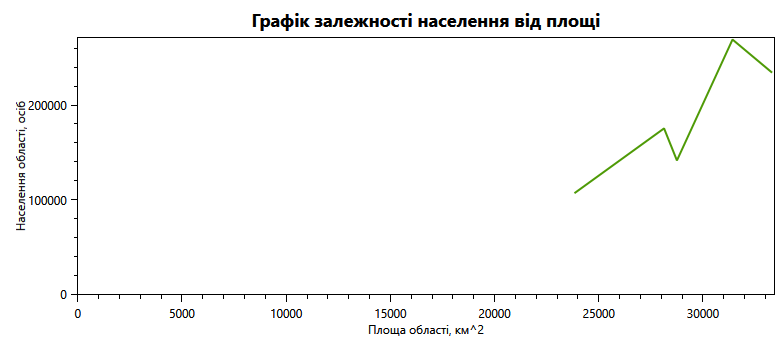 Графік залежності населення від площі
Населення області, осіб
200000
100000
0
0 5000 10000 15000 20000 25000 30000
Площа області, км^2